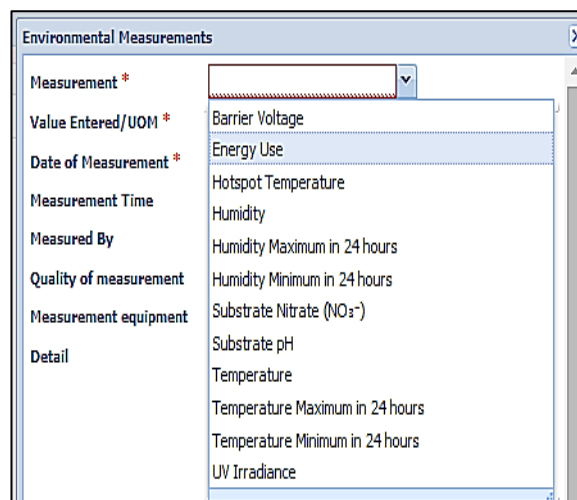 Environmental Measurements
Measurement *
Value Entered/UOM *
Date of Measurement *
Measurement Time
Measured By
Quality of measurement
Measurement equipment
Detail
Barrier Voltage
Energy Use
Hotspot Temperature
Humidity
Humidity Maximum in 24 hours
Humidity Minimum in 24 hours
Substrate Nitrate (NO₃⁻)
Substrate pH
Temperature
Temperature Maximum in 24 hours
Temperature Minimum in 24 hours
UV Irradiance